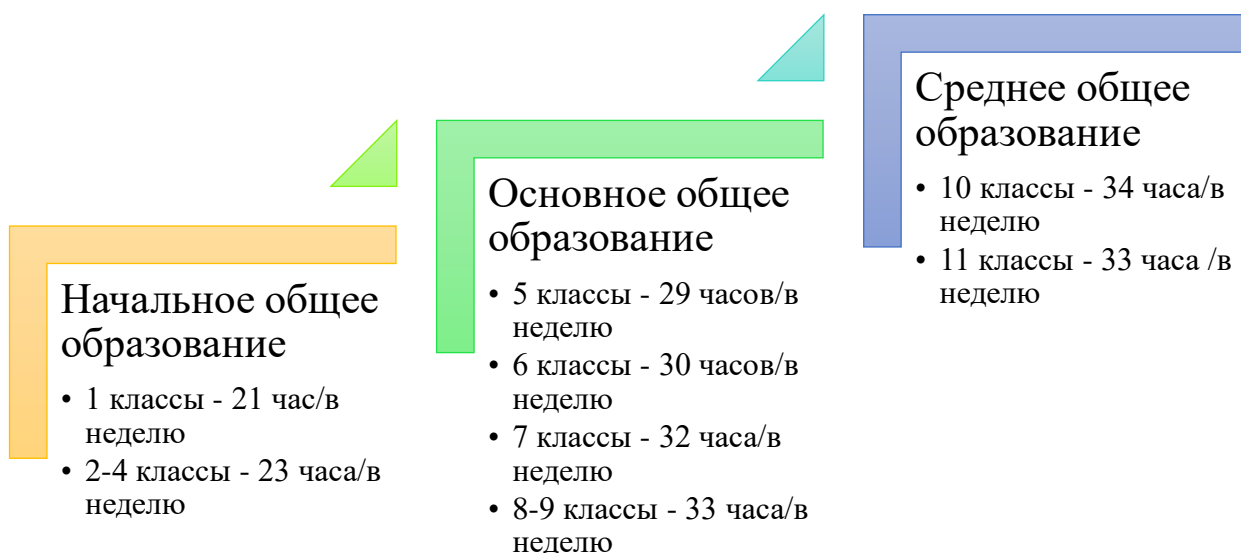 Начальное общее
образование
• 1 классы - 21 час/в
неделю
• 2-4 классы - 23 часа/в
неделю
Основное общее
образование
• 5 классы - 29 часов/в
неделю
• 6 классы - 30 часов/в
неделю
• 7 классы - 32 часа/в
неделю
• 8-9 классы - 33 часа/в
неделю
Среднее общее
образование
• 10 классы - 34 часа/в
неделю
• 11 классы - 33 часа /в
неделю